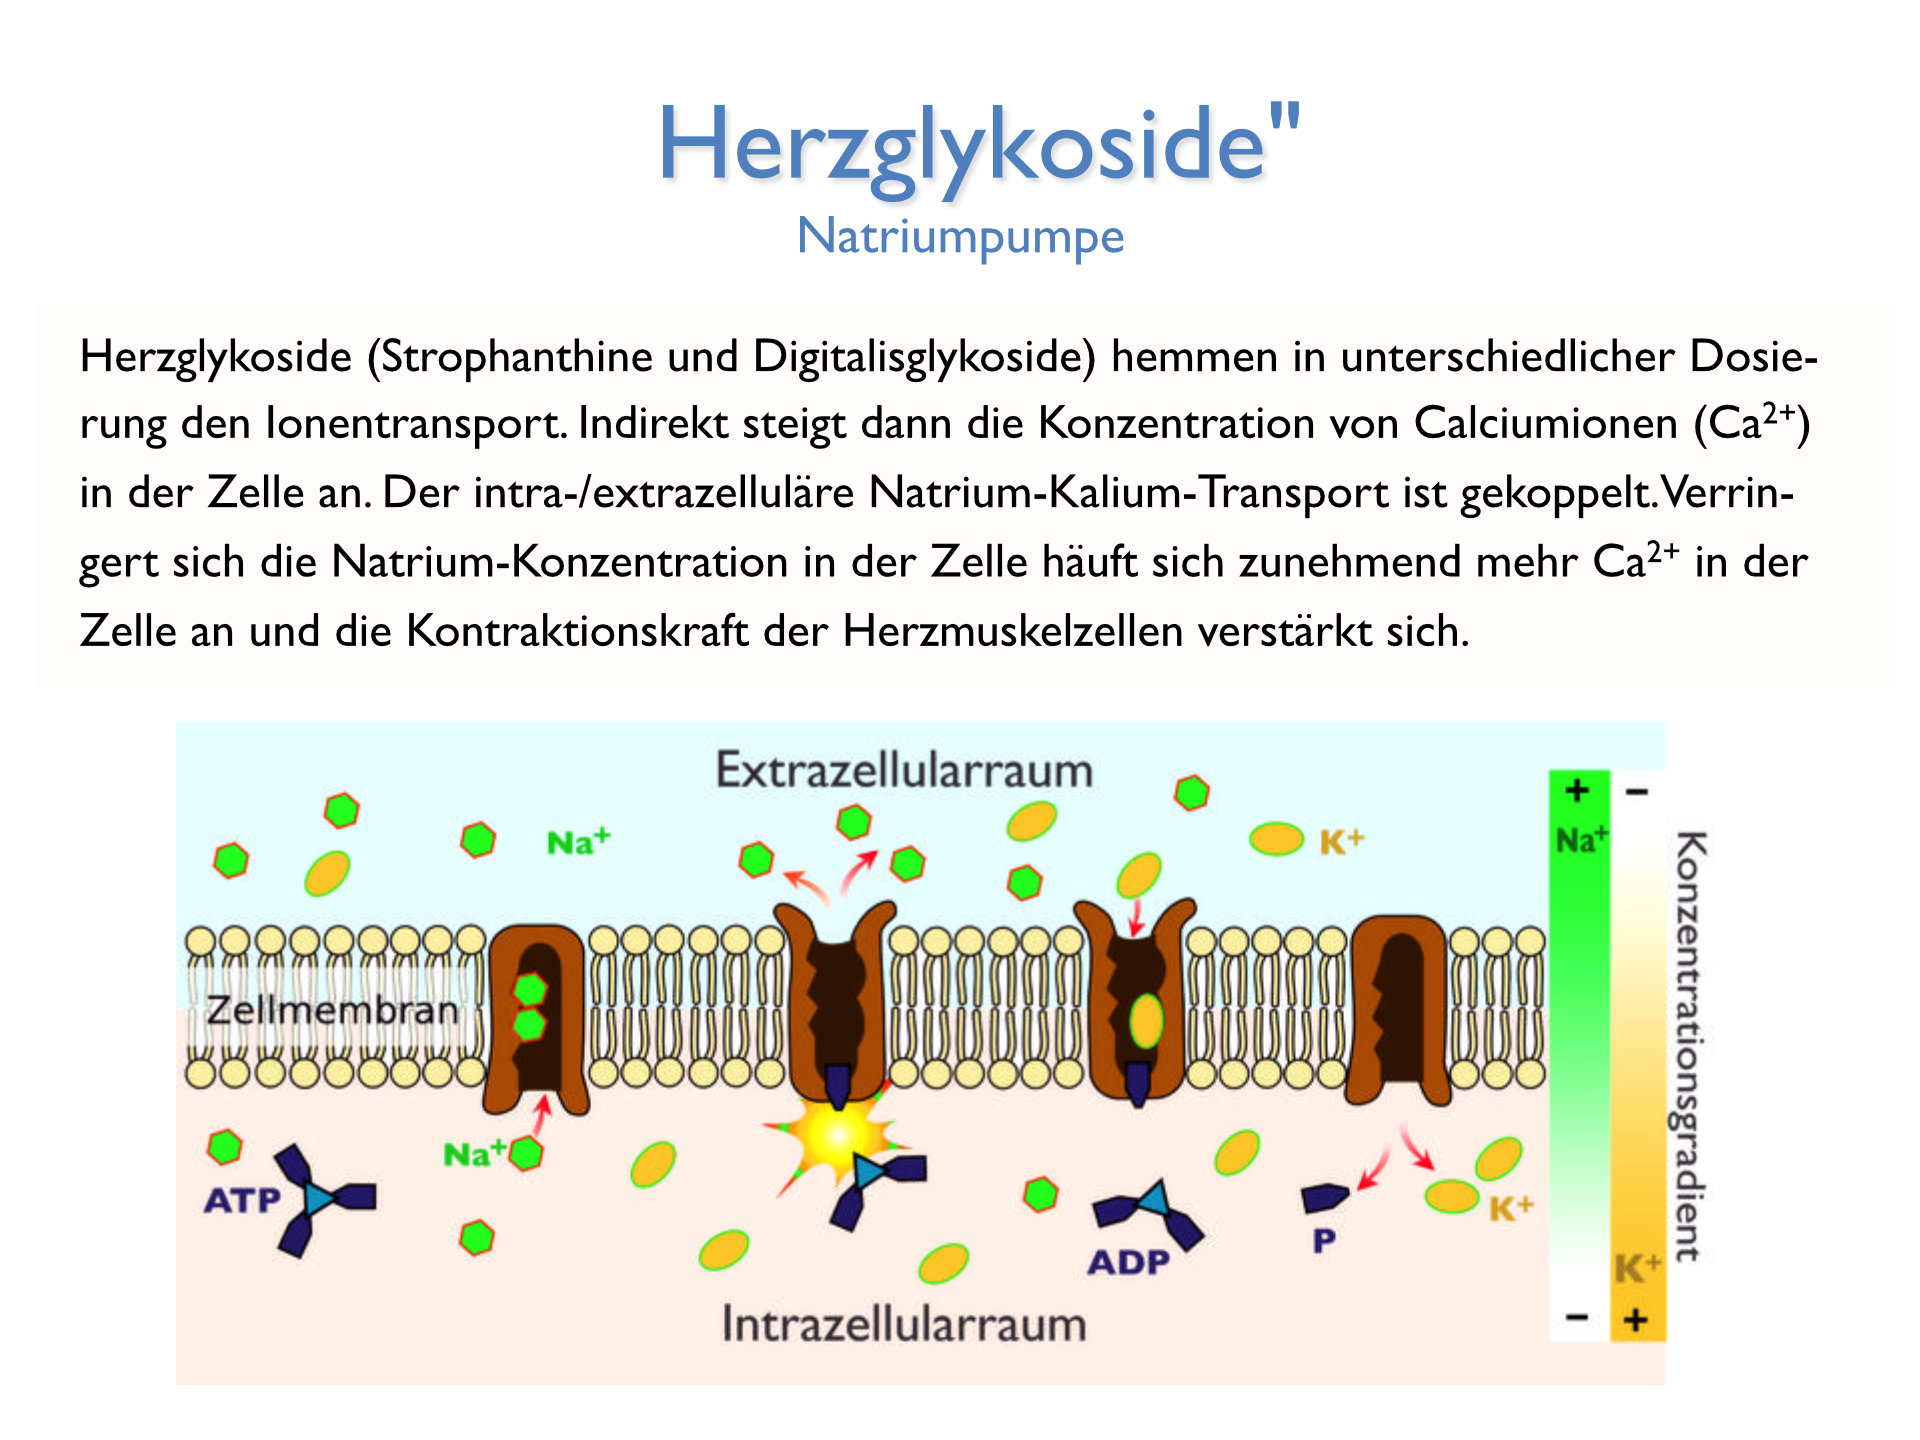 Herzglykoside"
Natriumpumpe
Herzglykoside (Strophanthine und Digitalisglykoside) hemmen in unterschiedlicher Dosie-
rung den Ionentransport. Indirekt steigt dann die Konzentration von Calciumionen (Ca²⁺)
in der Zelle an. Der intra-/extrazelluläre Natrium-Kalium-Transport ist gekoppelt. Verrin-
gert sich die Natrium-Konzentration in der Zelle häuft sich zunehmend mehr Ca²⁺ in der
Zelle an und die Kontraktionskraft der Herzmuskelzellen verstärkt sich.
Extrazellularraum
Na⁺
K⁺
+ −
Na⁺
Konzentrationsgradient
Zellmembran
Na⁺
ATP
ADP
P
K⁺
K⁺
Intrazellularraum
− +